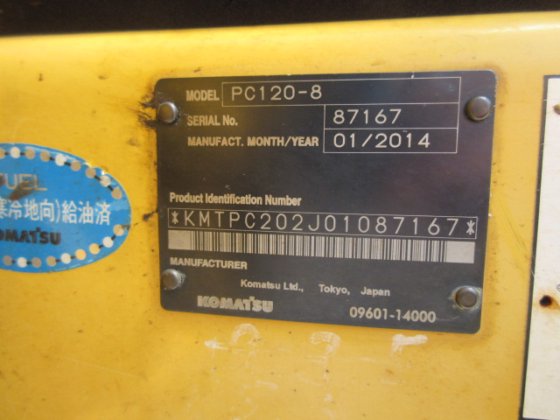 MODEL PC120-8
SERIAL No. 87167
MANUFACT. MONTH/YEAR 01/2014
Product Identification Number
*KMTPC202J01087167*
MANUFACTURER
Komatsu Ltd., Tokyo, Japan
KOMATSU
09601-14000
FUEL
寒冷地向)給油済
KOMATSU